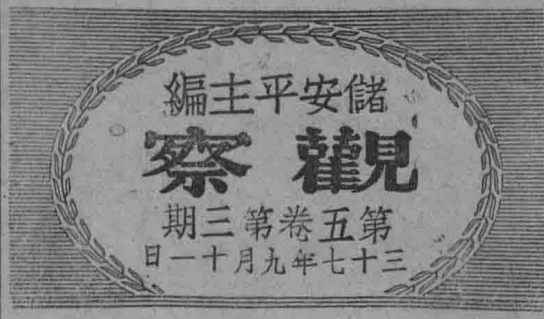 儲安平主編
觀察
第五卷第三期
三十七年九月十一日